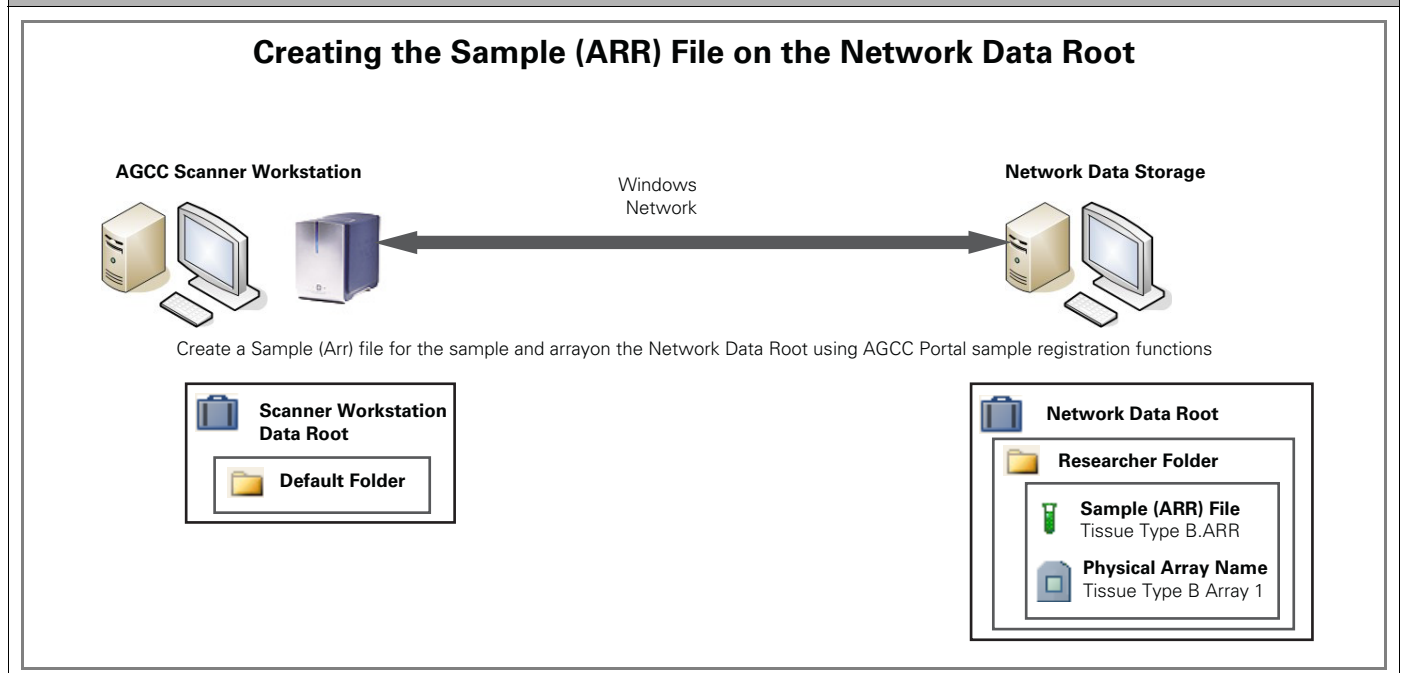 Creating the Sample (ARR) File on the Network Data Root
AGCC Scanner Workstation
Windows
Network
Network Data Storage
Create a Sample (Arr) file for the sample and arrayon the Network Data Root using AGCC Portal sample registration functions
Scanner Workstation
Data Root
Default Folder
Network Data Root
Researcher Folder
Sample (ARR) File
Tissue Type B.ARR
Physical Array Name
Tissue Type B Array 1